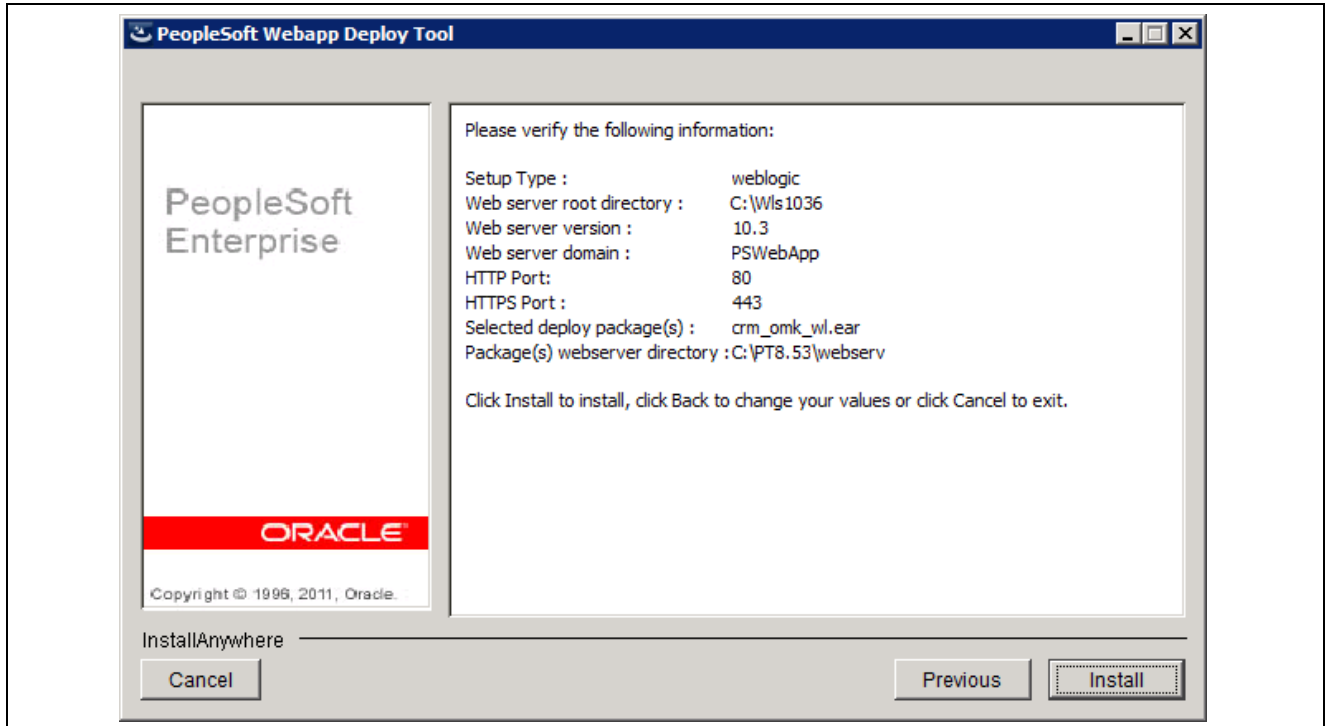 PeopleSoft Webapp Deploy Tool
PeopleSoft
Enterprise
ORACLE
Copyright © 1996, 2011, Oracle.
Please verify the following information:
Setup Type : weblogic
Web server root directory : C:\Wls1036
Web server version : 10.3
Web server domain : PSWebApp
HTTP Port: 80
HTTPS Port : 443
Selected deploy package(s) : crm_omk_wl.ear
Package(s) webserver directory :C:\PT8.53\webserv
Click Install to install, click Back to change your values or click Cancel to exit.
InstallAnywhere
Cancel
Previous
Install